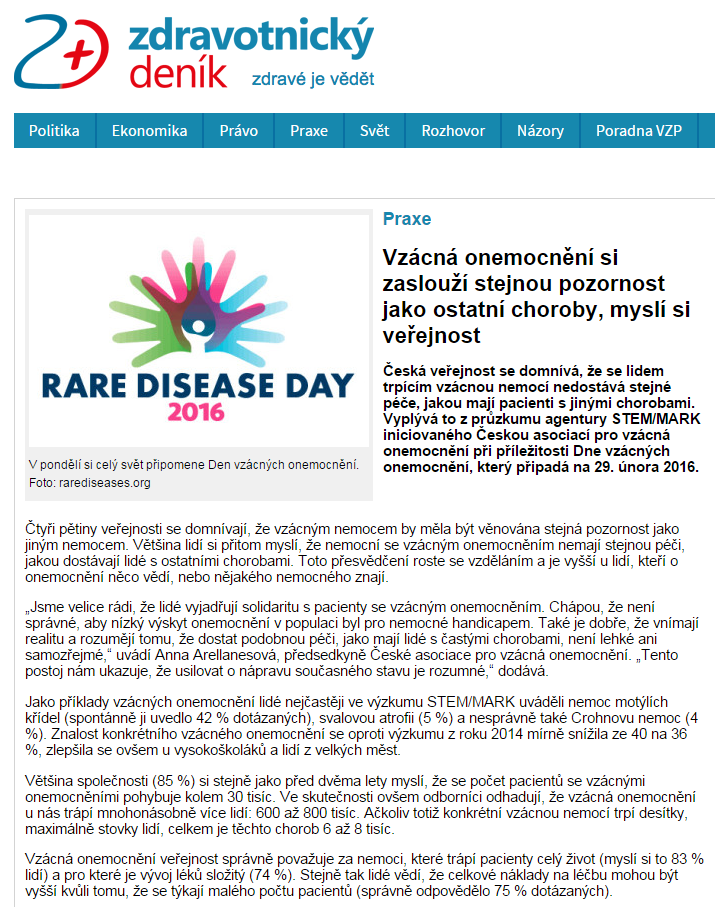 zdravotnický
deník zdravé je vědět
Politika Ekonomika Právo Praxe Svět Rozhovor Názory Poradna VZP
RARE DISEASE DAY
2016
V pondělí si celý svět připomene Den vzácných onemocnění.
Foto: rarediseases.org
Praxe
Vzácná onemocnění si
zaslouží stejnou pozornost
jako ostatní choroby, myslí si
veřejnost
Česká veřejnost se domnívá, že se lidem
trpícím vzácnou nemocí nedostává stejné
péče, jakou mají pacienti s jinými chorobami.
Vyplývá to z průzkumu agentury STEM/MARK
iniciovaného Českou asociací pro vzácná
onemocnění při příležitosti Dne vzácných
onemocnění, který připadá na 29. února 2016.
Čtyři pětiny veřejnosti se domnívají, že vzácným nemocem by měla být věnována stejná pozornost jako
jiným nemocem. Většina lidí si přitom myslí, že nemocní se vzácným onemocněním nemají stejnou péči,
jakou dostávají lidé s ostatními chorobami. Toto přesvědčení roste se vzděláním a je vyšší u lidí, kteří o
onemocnění něco vědí, nebo nějakého nemocného znají.
„Jsme velice rádi, že lidé vyjadřují solidaritu s pacienty se vzácným onemocněním. Chápou, že není
správné, aby nízký výskyt onemocnění v populaci byl pro nemocné handicapem. Také je dobře, že vnímají
realitu a rozumějí tomu, že dostat podobnou péči, jako mají lidé s častými chorobami, není lehké ani
samozřejmé,“ uvádí Anna Arellanesová, předsedkyně České asociace pro vzácná onemocnění. „Tento
postoj nám ukazuje, že usilovat o nápravu současného stavu je rozumné,“ dodává.
Jako příklady vzácných onemocnění lidé nejčastěji ve výzkumu STEM/MARK uváděli nemoc motýlích
křídel (spontánně ji uvedlo 42 % dotázaných), svalovou atrofii (5 %) a nesprávně také Crohnovu nemoc (4
%). Znalost konkrétního vzácného onemocnění se oproti výzkumu z roku 2014 mírně snížila ze 40 na 36
%, zlepšila se ovšem u vysokoškoláků a lidí z velkých měst.
Většina společnosti (85 %) si stejně jako před dvěma lety myslí, že se počet pacientů se vzácnými
onemocněními pohybuje kolem 30 tisíc. Ve skutečnosti ovšem odborníci odhadují, že vzácná onemocnění
u nás trápí mnohonásobně více lidí: 600 až 800 tisíc. Ačkoliv totiž konkrétní vzácnou nemocí trpí desítky,
maximálně stovky lidí, celkem je těchto chorob 6 až 8 tisíc.
Vzácná onemocnění veřejnost správně považuje za nemoci, které trápí pacienty celý život (myslí si to 83 %
lidí) a pro které je vývoj léků složitý (74 %). Stejně tak lidé vědí, že celkové náklady na léčbu mohou být
vyšší kvůli tomu, že se týkají malého počtu pacientů (správně odpovědělo 75 % dotázaných).